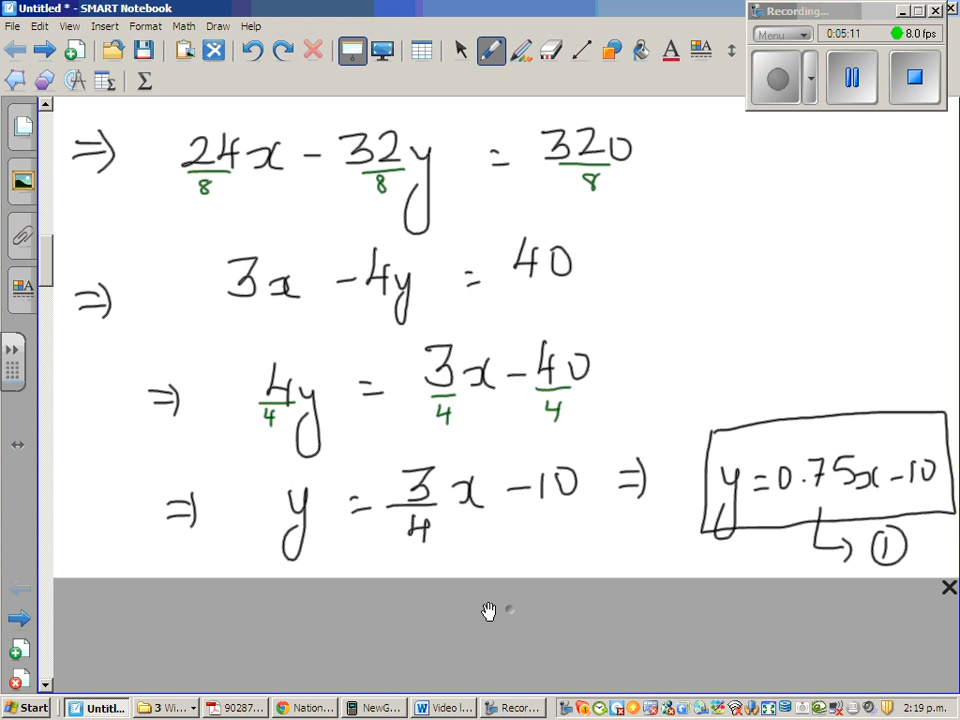 Untitled * - SMART Notebook
Recording...
File Edit View Insert Format Math Draw Help
Menu 0:05:11 8.0 fps
⇒ 24x/8 - 32y/8 = 320/8
⇒ 3x - 4y = 40
⇒ 4y/4 = 3x/4 - 40/4
⇒ y = 3/4 x - 10 ⇒ y = 0.75x - 10
↳ ①
Start Untitl... 3 Wi... 90287... Nation... NewG... Video l... Recor... 2:19 p.m.